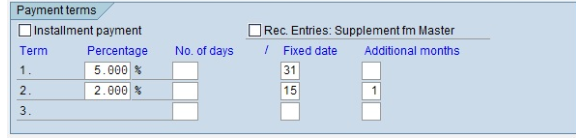 Payment terms
Installment payment Rec. Entries: Supplement fm Master
Term Percentage No. of days / Fixed date Additional months
1. 5.000 % 31
2. 2.000 % 15 1
3.